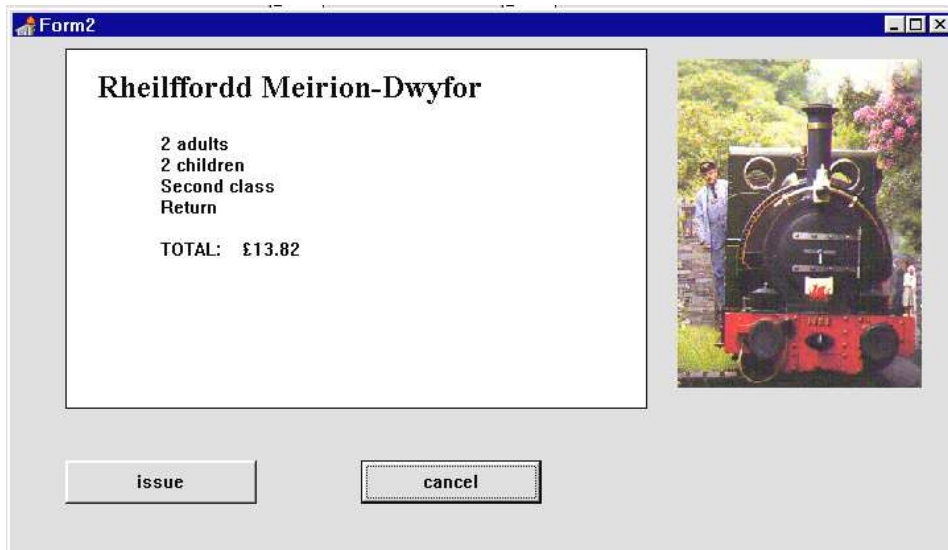 Form2
Rheilffordd Meirion-Dwyfor
2 adults
2 children
Second class
Return
TOTAL: £13.82
issue
cancel